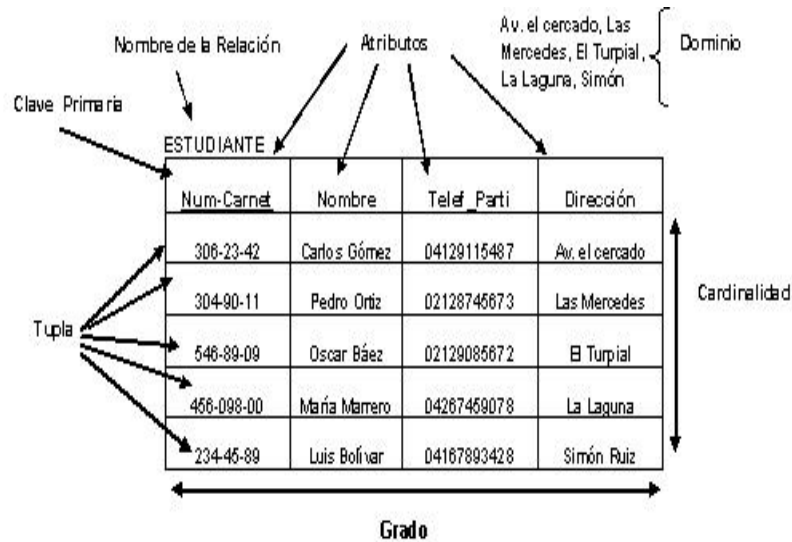 Nombre de la Relación
Atributos
Av. el cercado, Las
Mercedes, El Turpial,
La Laguna, Simón
Dominio
Clave Primaria
ESTUDIANTE
Num-Carnet Nombre Telef_Parti Dirección
306-23-42 Carlos Gómez 04129115487 Av. el cercado
304-90-11 Pedro Ortiz 02128745673 Las Mercedes
546-89-09 Oscar Báez 02129085672 El Turpial
456-098-00 María Marrero 04267459078 La Laguna
234-45-89 Luis Bolívar 04167893428 Simón Ruiz
Tupla
Cardinalidad
Grado